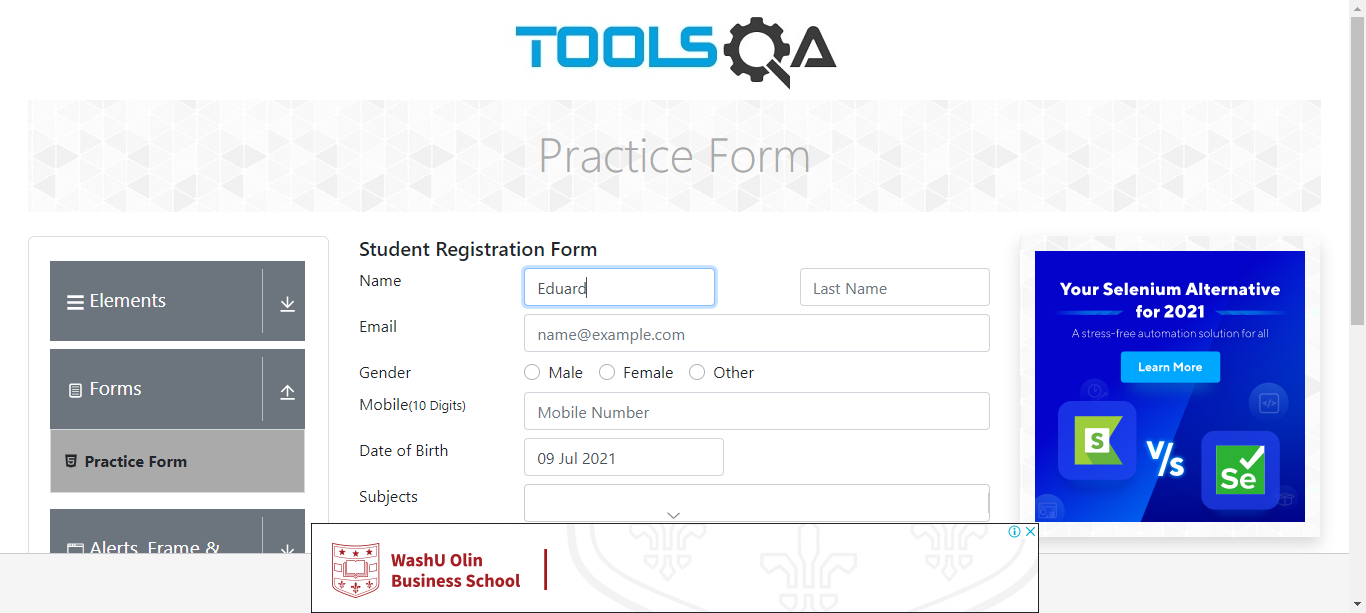 TOOLSQA
Practice Form
Elements
Forms
Practice Form
Alerts, Frame &
Student Registration Form
Name
Eduard
Last Name
Email
name@example.com
Gender
Male
Female
Other
Mobile(10 Digits)
Mobile Number
Date of Birth
09 Jul 2021
Subjects
Your Selenium Alternative
for 2021
A stress-free automation solution for all
Learn More
S
V/s
Se
WashU Olin
Business School